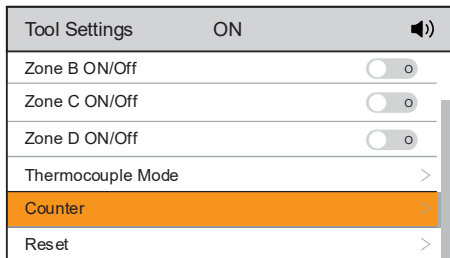 Tool Settings ON
Zone B ON/Off
Zone C ON/Off
Zone D ON/Off
Thermocouple Mode >
Counter >
Reset >